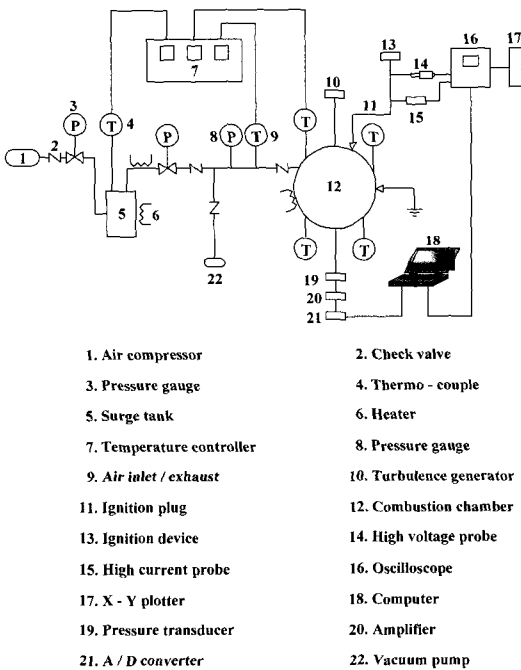 16
17
13
14
10
7
3
4
11
15
P
T
T
2
P
8
P
T
9
T
1
12
5
6
T
T
18
22
19
20
21
1. Air compressor
2. Check valve
3. Pressure gauge
4. Thermo - couple
5. Surge tank
6. Heater
7. Temperature controller
8. Pressure gauge
9. Air inlet / exhaust
10. Turbulence generator
11. Ignition plug
12. Combustion chamber
13. Ignition device
14. High voltage probe
15. High current probe
16. Oscilloscope
17. X - Y plotter
18. Computer
19. Pressure transducer
20. Amplifier
21. A / D converter
22. Vacuum pump